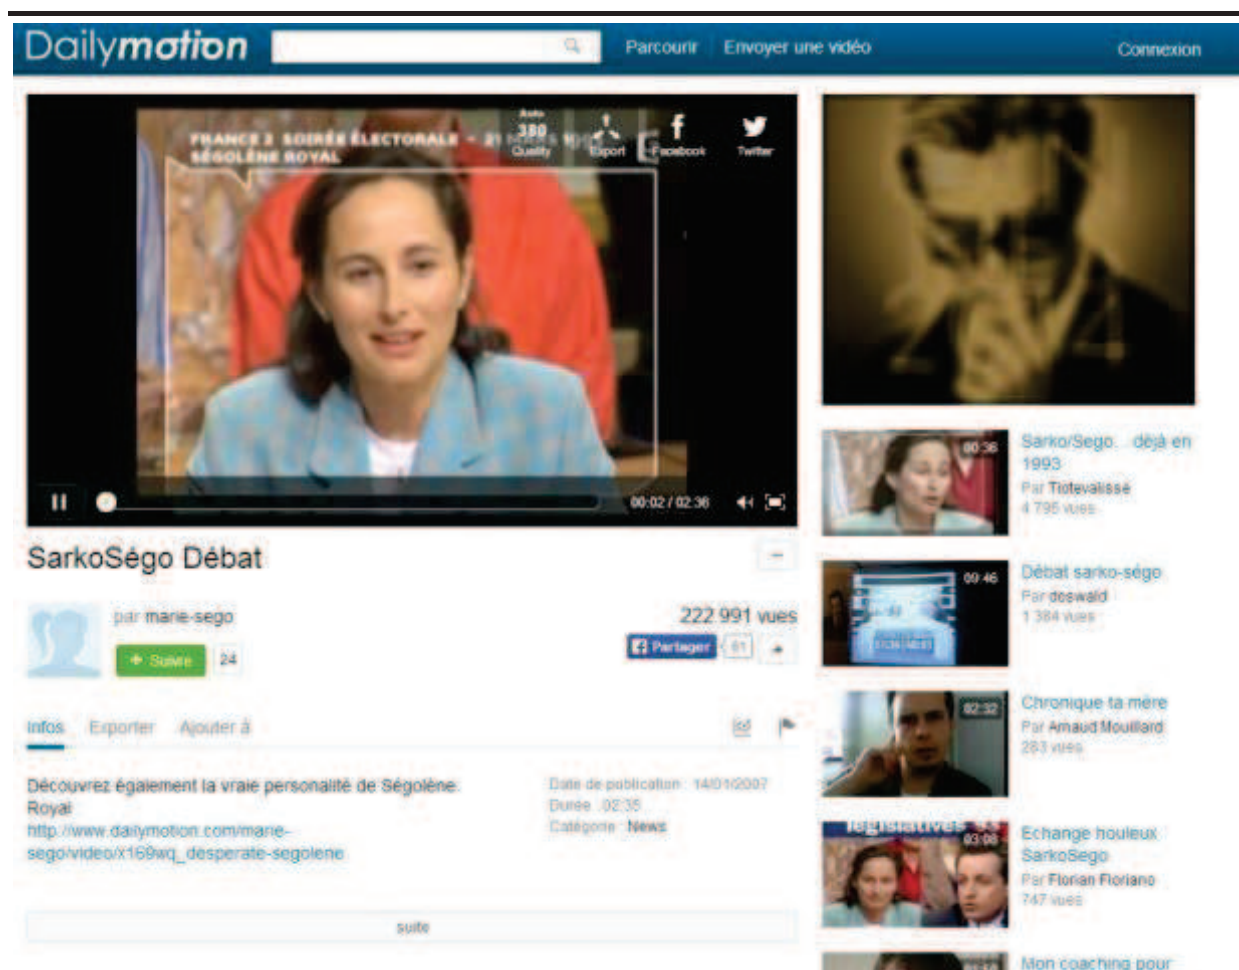 Dailymotion
Parcourir
Envoyer une vidéo
Connexion
FRANCE 2 SOIRÉE ÉLECTORALE - 21
SÉGOLÈNE ROYAL
Auto
380
Quality
Export
Facebook
Twitter
00:02 / 02:36
SarkoSégo Débat
par marie-sego
222 991 vues
+ Suivre
24
Partager
Infos
Exporter
Ajouter à
Découvrez également la vraie personalité de Ségolène
Royal
http://www.dailymotion.com/marie-
sego/video/x169wq_desperate-segolene
Date de publication : 14/01/2007
Durée : 02:35
Catégorie : News
suite
00:36
Sarko/Sego... déjà en
1993
Par Tiotevalisse
4 795 vues
09:46
Débat sarko-ségo
Par doswald
1 384 vues
02:32
Chronique ta mère
Par Arnaud Mouillard
283 vues
législatives
03:08
Echange houleux
SarkoSego
Par Florian Floriano
747 vues
Mon coaching pour